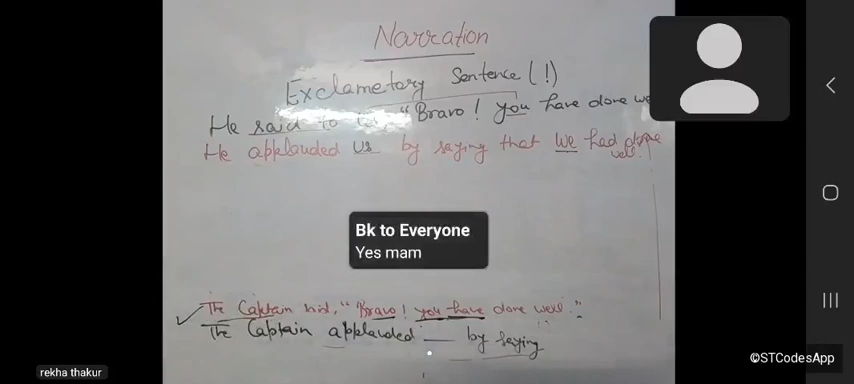 Narration
Exclametory Sentence (!)
He said to us, "Bravo! you have done we
He applauded us by saying that we had done well.
Bk to Everyone
Yes mam
The Captain said, "Bravo! you have done well."
The Captain applauded — by saying
rekha thakur
©STCodesApp